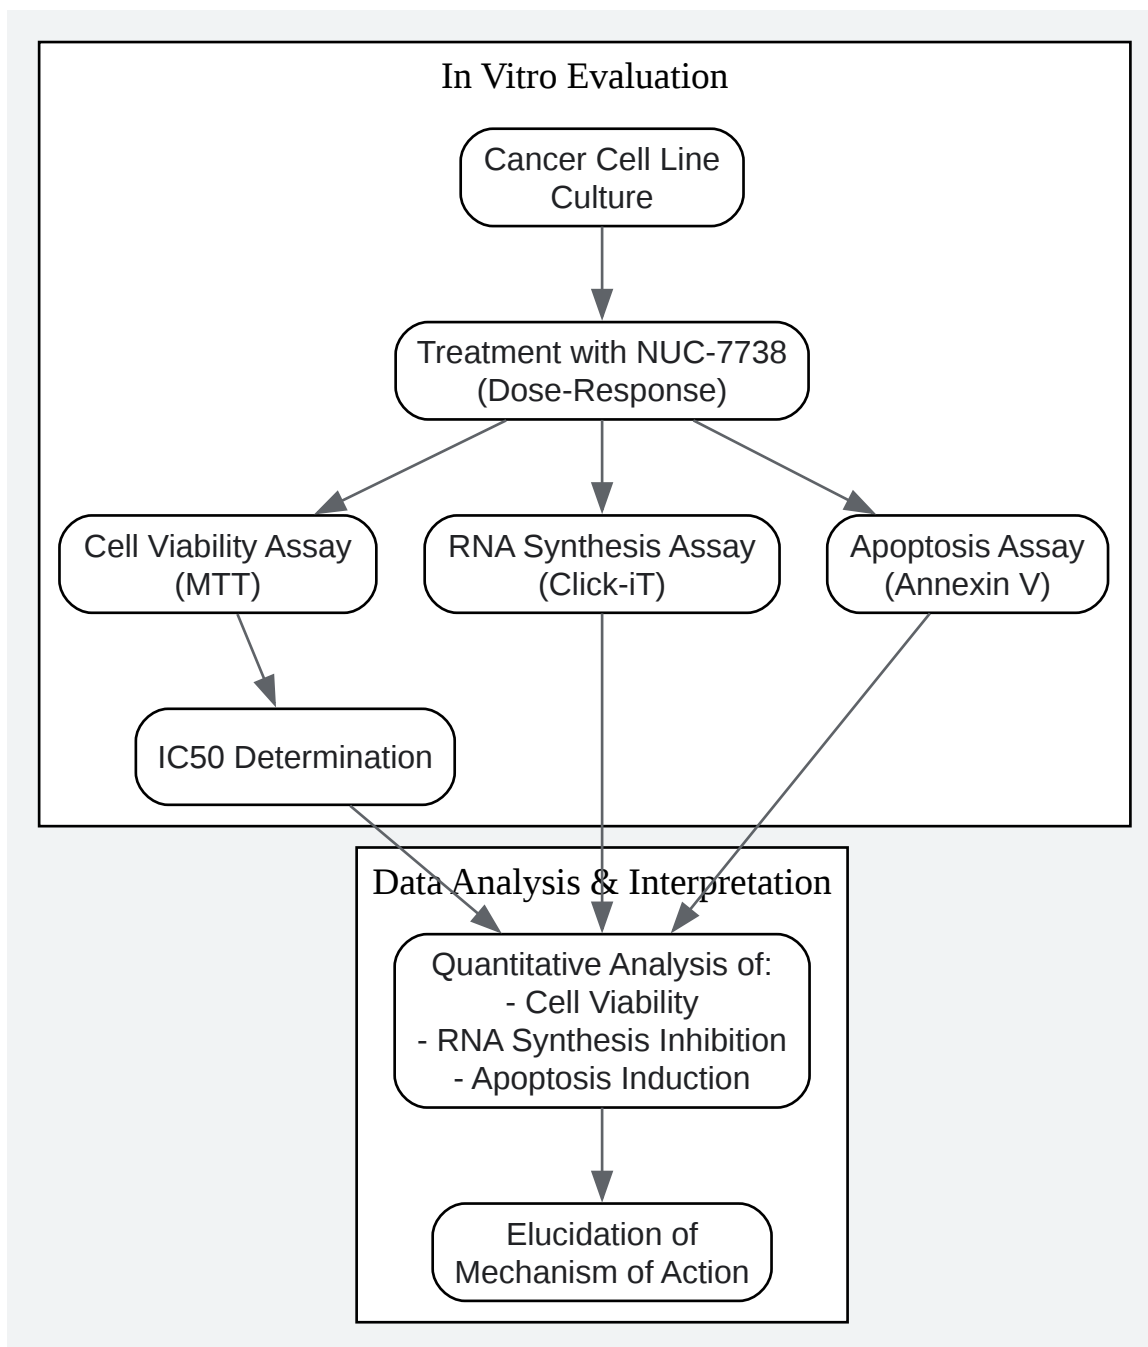 In Vitro Evaluation
Cancer Cell Line
Culture
Treatment with NUC-7738
(Dose-Response)
Cell Viability Assay
(MTT)
RNA Synthesis Assay
(Click-iT)
Apoptosis Assay
(Annexin V)
IC50 Determination
Data Analysis & Interpretation
Quantitative Analysis of:
- Cell Viability
- RNA Synthesis Inhibition
- Apoptosis Induction
Elucidation of
Mechanism of Action